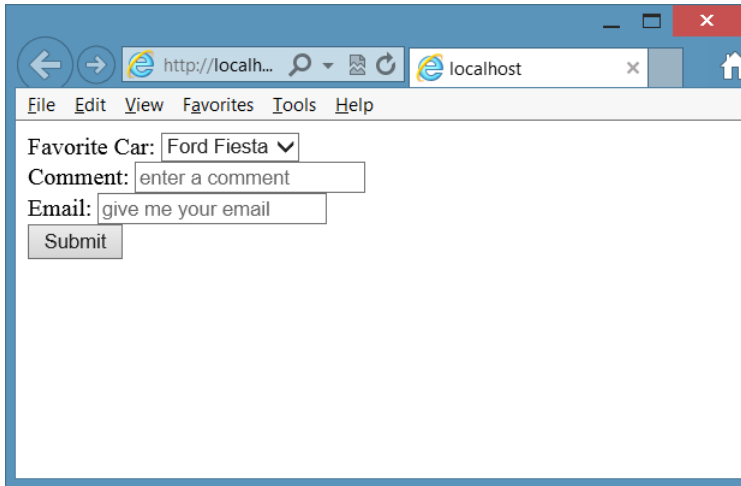 http://localh...
localhost
File Edit View Favorites Tools Help
Favorite Car: Ford Fiesta
Comment: enter a comment
Email: give me your email
Submit